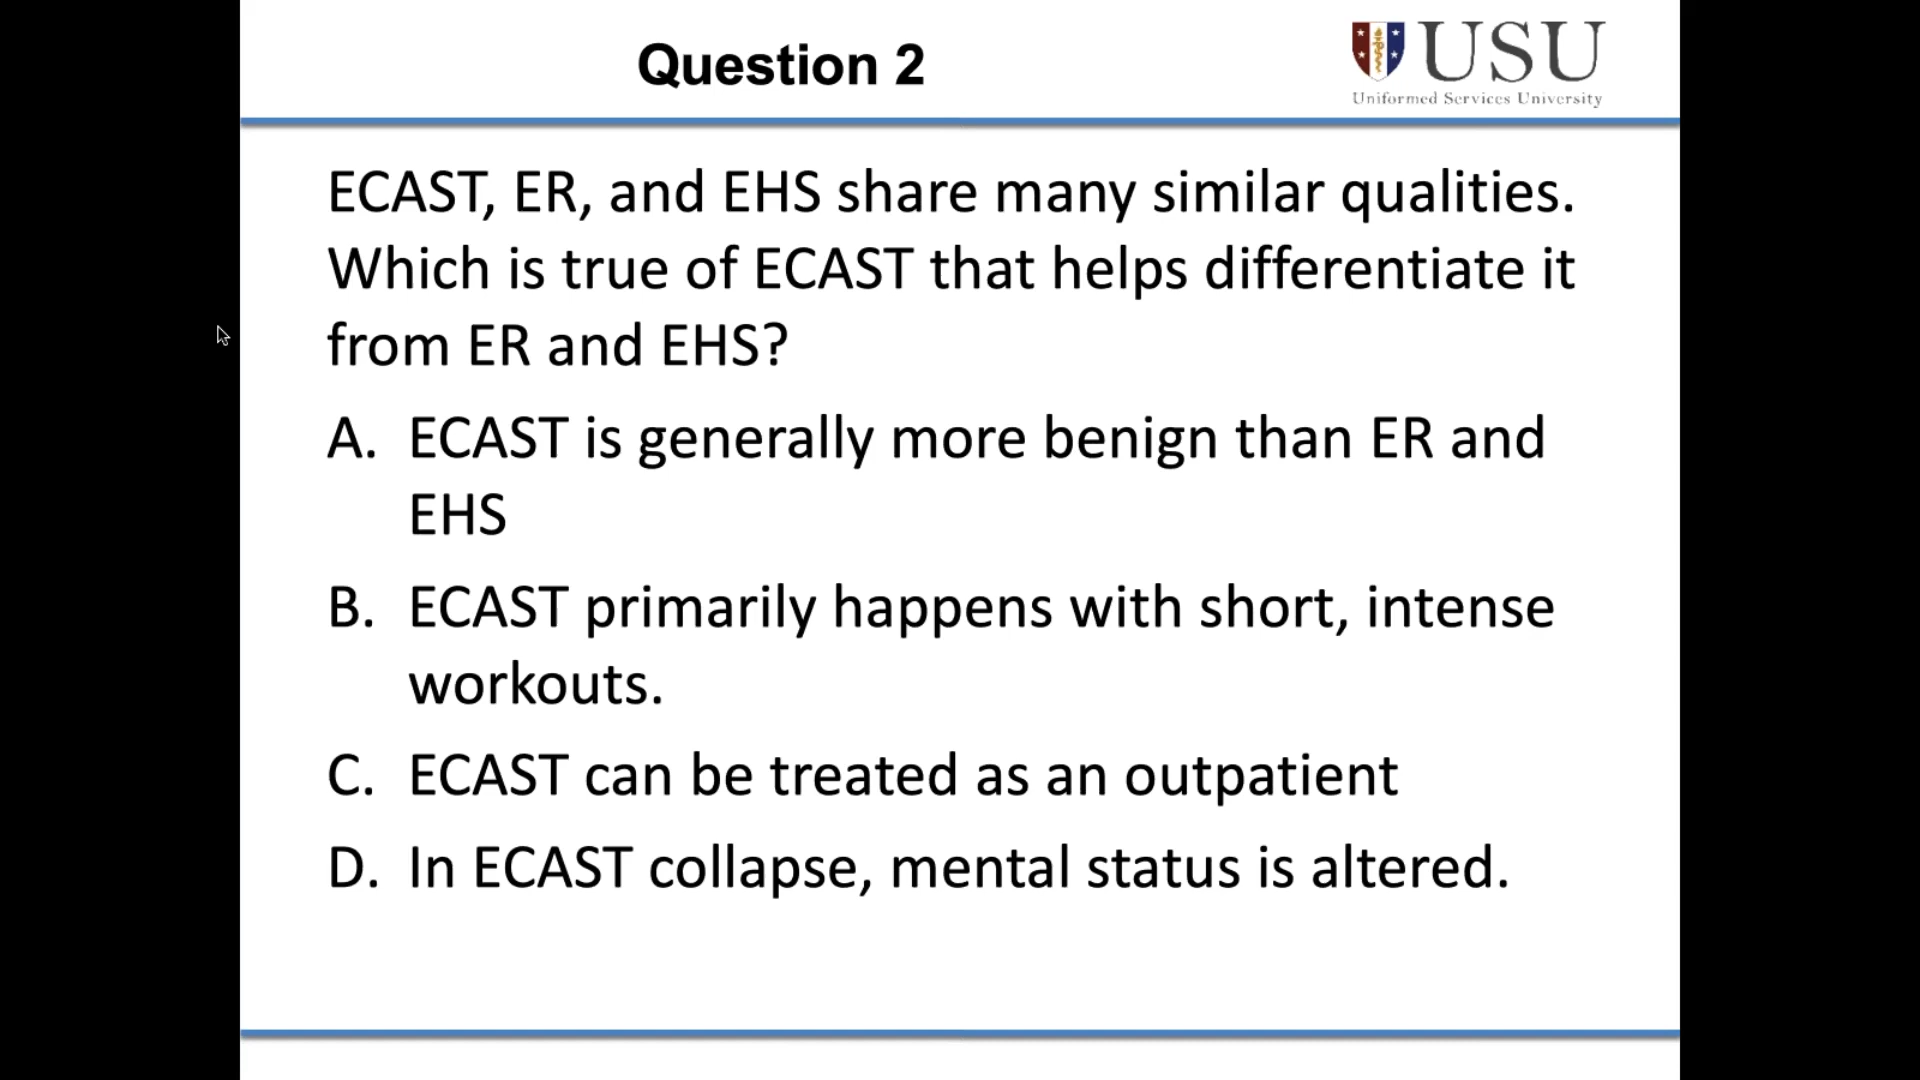 Question 2
USU
Uniformed Services University
ECAST, ER, and EHS share many similar qualities.
Which is true of ECAST that helps differentiate it
from ER and EHS?
A. ECAST is generally more benign than ER and
EHS
B. ECAST primarily happens with short, intense
workouts.
C. ECAST can be treated as an outpatient
D. In ECAST collapse, mental status is altered.